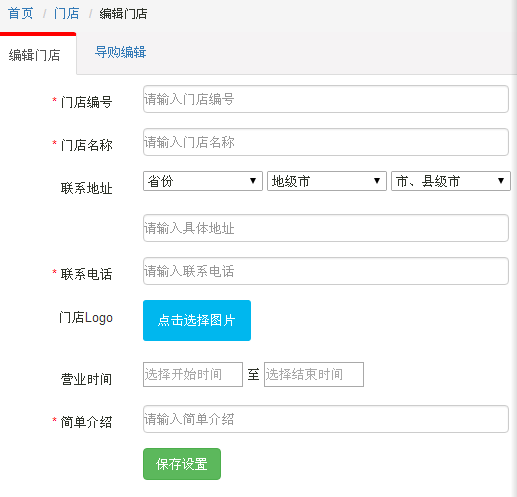 首页 / 门店 / 编辑门店
编辑门店 导购编辑
* 门店编号 请输入门店编号
* 门店名称 请输入门店名称
联系地址 省份 地级市 市、县级市
请输入具体地址
* 联系电话 请输入联系电话
门店Logo 点击选择图片
营业时间 选择开始时间 至 选择结束时间
* 简单介绍 请输入简单介绍
保存设置